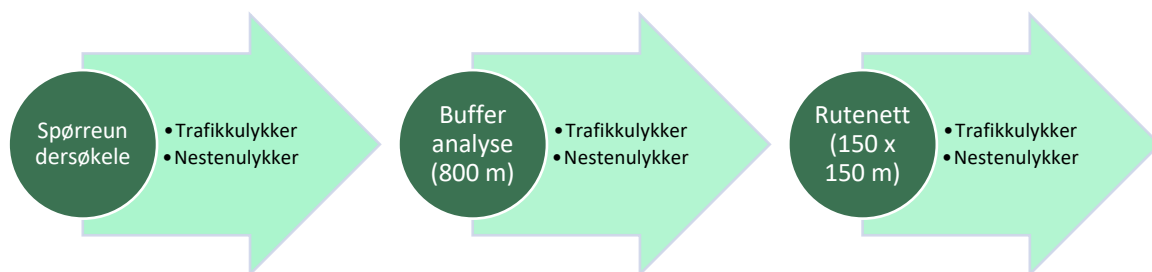 Spørreun
dersøkele
• Trafikkulykker
• Nestenulykker
Buffer
analyse
(800 m)
• Trafikkulykker
• Nestenulykker
Rutenett
(150 x
150 m)
• Trafikkulykker
• Nestenulykker